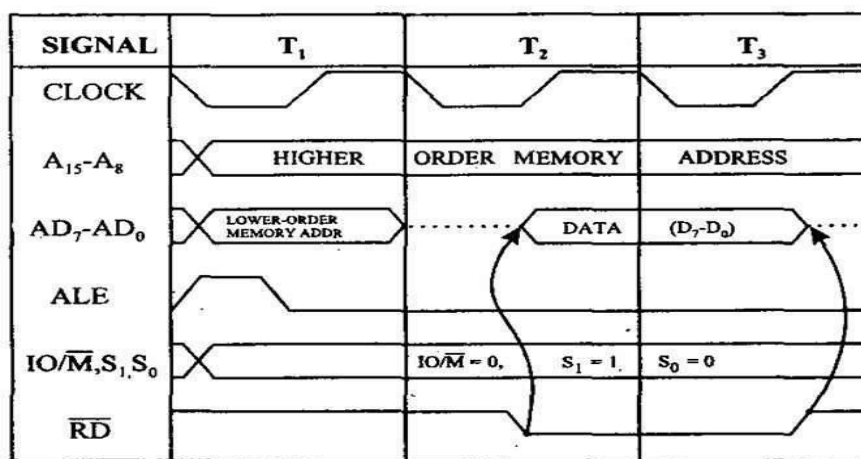 SIGNAL T₁ T₂ T₃
CLOCK
A₁₅-A₈ HIGHER ORDER MEMORY ADDRESS
AD₇-AD₀ LOWER-ORDER MEMORY ADDR DATA (D₇-D₀)
ALE
IO/M̅,S₁,S₀ IO/M̅ = 0, S₁ = 1, S₀ = 0
R̅D̅